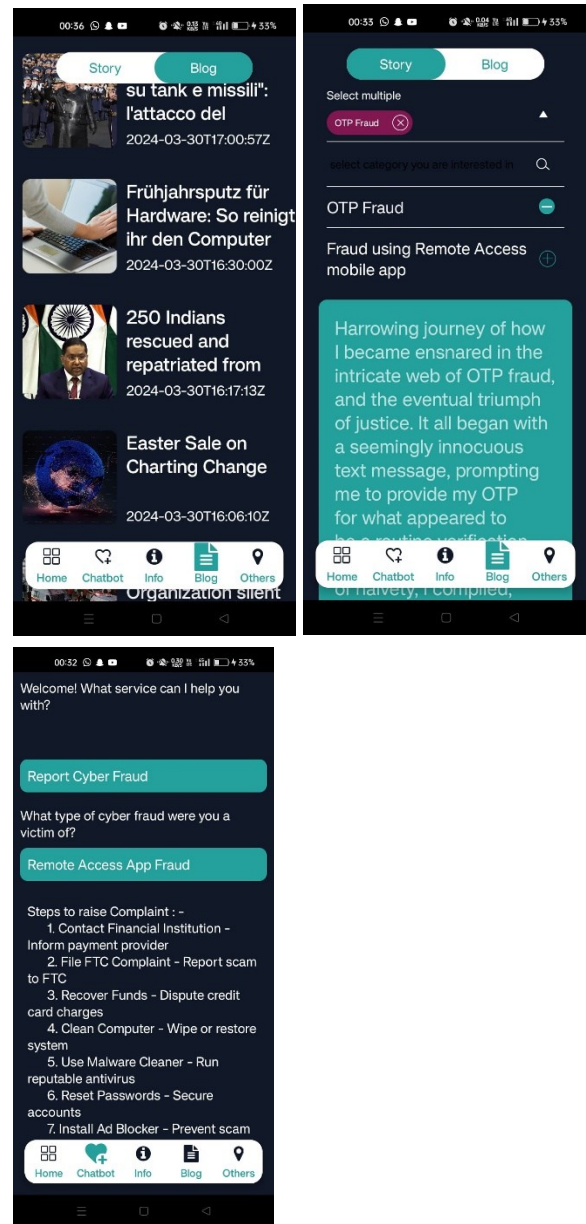 00:36
33%
Story
Blog
su tank e missili":
l'attacco del
2024-03-30T17:00:57Z
Frühjahrsputz für
Hardware: So reinigt
ihr den Computer
2024-03-30T16:30:00Z
250 Indians
rescued and
repatriated from
2024-03-30T16:17:13Z
Easter Sale on
Charting Change
2024-03-30T16:06:10Z
Home
Chatbot
Info
Blog
Others
Organization silent
00:33
33%
Story
Blog
Select multiple
OTP Fraud
select category you are interested in
OTP Fraud
Fraud using Remote Access
mobile app
Harrowing journey of how
I became ensnared in the
intricate web of OTP fraud,
and the eventual triumph
of justice. It all began with
a seemingly innocuous
text message, prompting
me to provide my OTP
for what appeared to
Home
Chatbot
Info
Blog
Others
of naivety, I complied,
00:32
33%
Welcome! What service can I help you
with?
Report Cyber Fraud
What type of cyber fraud were you a
victim of?
Remote Access App Fraud
Steps to raise Complaint : -
1. Contact Financial Institution -
Inform payment provider
2. File FTC Complaint - Report scam
to FTC
3. Recover Funds - Dispute credit
card charges
4. Clean Computer - Wipe or restore
system
5. Use Malware Cleaner - Run
reputable antivirus
6. Reset Passwords - Secure
accounts
7. Install Ad Blocker - Prevent scam
Home
Chatbot
Info
Blog
Others